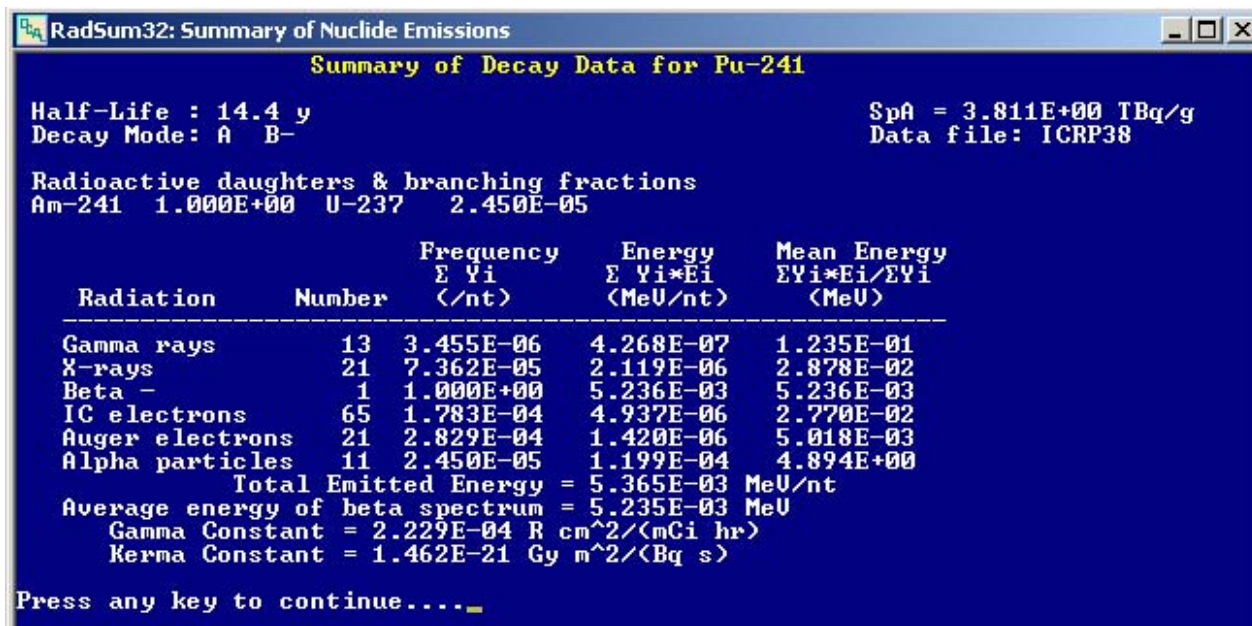 RadSum32: Summary of Nuclide Emissions
Summary of Decay Data for Pu-241
Half-Life : 14.4 y SpA = 3.811E+00 TBq/g
Decay Mode: A B- Data file: ICRP38
Radioactive daughters & branching fractions
Am-241 1.000E+00 U-237 2.450E-05
Frequency Energy Mean Energy
Σ Yi Σ Yi*Ei ΣYi*Ei/ΣYi
Radiation Number (/nt) (MeV/nt) (MeV)
Gamma rays 13 3.455E-06 4.268E-07 1.235E-01
X-rays 21 7.362E-05 2.119E-06 2.878E-02
Beta - 1 1.000E+00 5.236E-03 5.236E-03
IC electrons 65 1.783E-04 4.937E-06 2.770E-02
Auger electrons 21 2.829E-04 1.420E-06 5.018E-03
Alpha particles 11 2.450E-05 1.199E-04 4.894E+00
Total Emitted Energy = 5.365E-03 MeV/nt
Average energy of beta spectrum = 5.235E-03 MeV
Gamma Constant = 2.229E-04 R cm^2/(mCi hr)
Kerma Constant = 1.462E-21 Gy m^2/(Bq s)
Press any key to continue...._